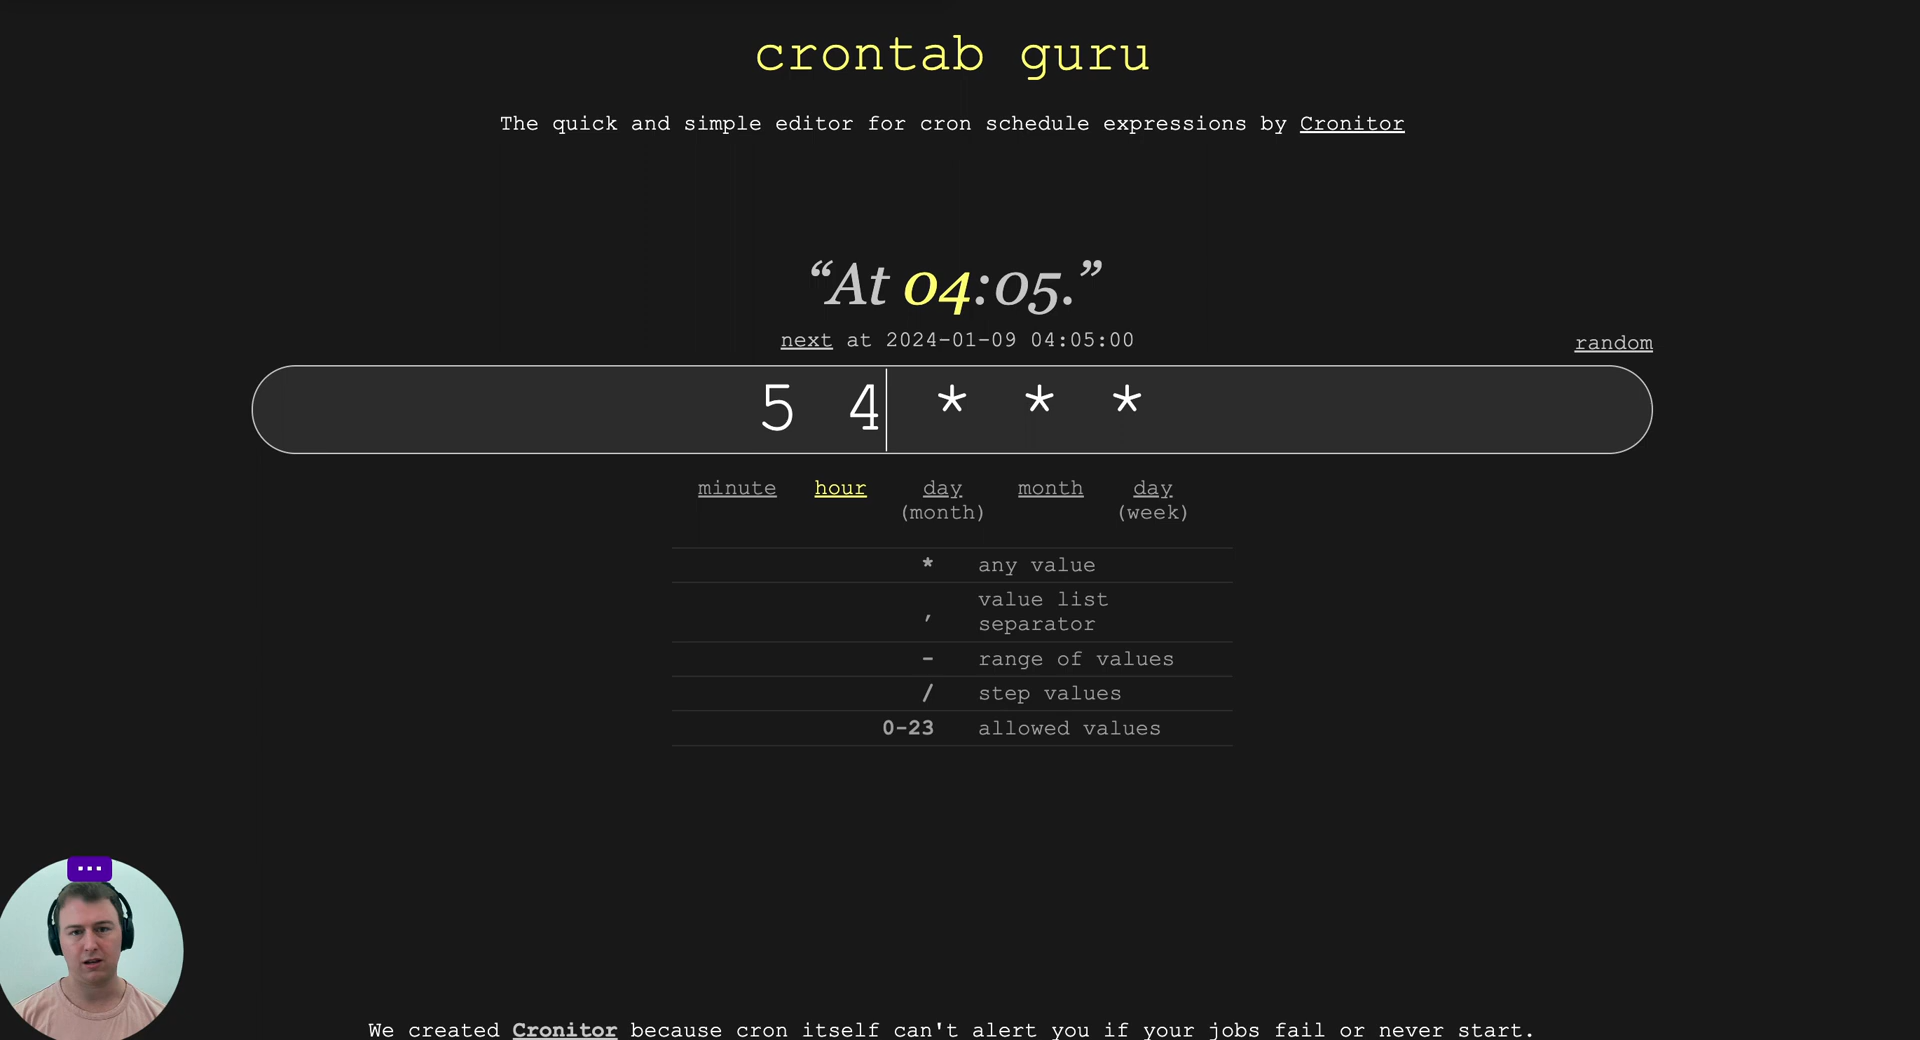 crontab guru
The quick and simple editor for cron schedule expressions by Cronitor
“At 04:05.”
next at 2024-01-09 04:05:00
random
5 4 * * *
minute hour day month day
(month) (week)
* any value
, value list
separator
- range of values
/ step values
0-23 allowed values
We created Cronitor because cron itself can't alert you if your jobs fail or never start.